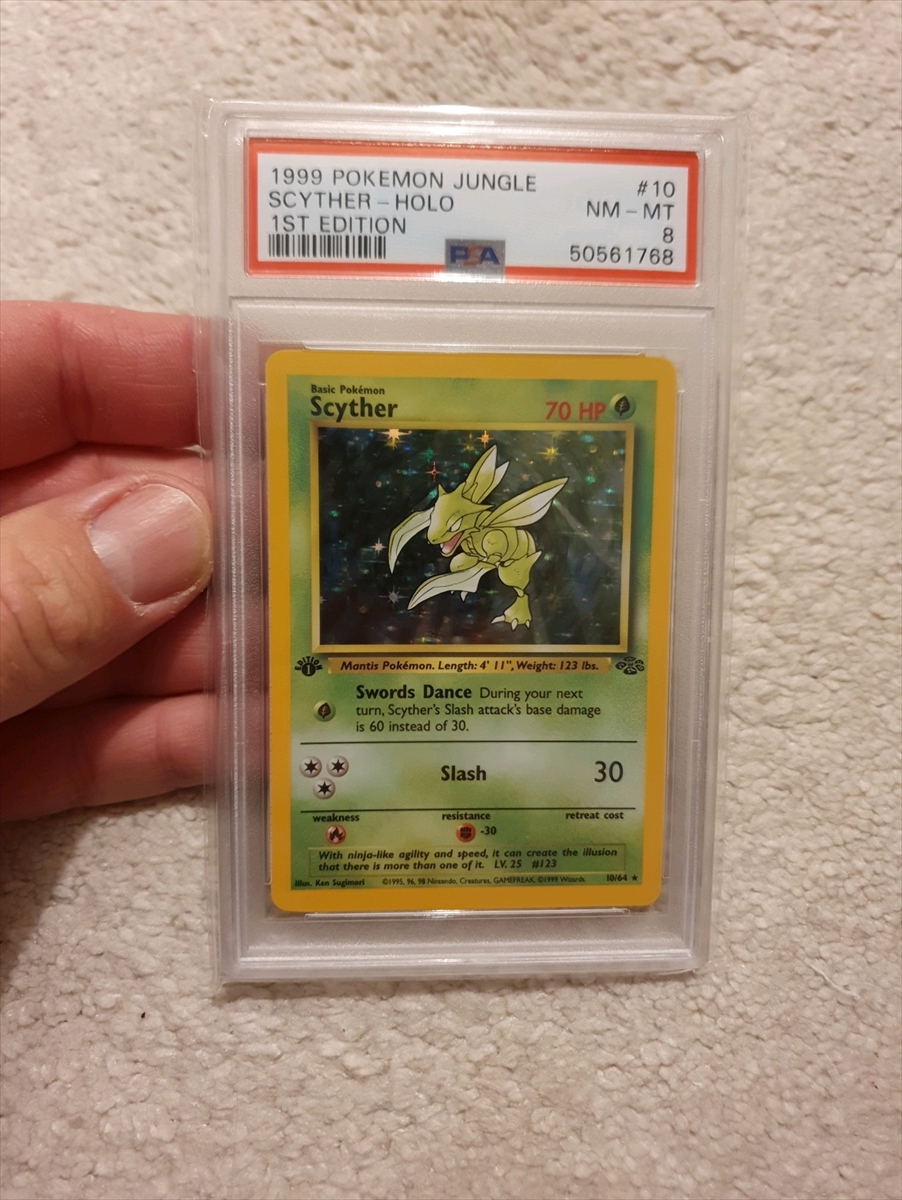 1999 POKEMON JUNGLE #10
SCYTHER - HOLO NM - MT
1ST EDITION 8
PSA 50561768
Basic Pokémon
Scyther 70 HP
EDITION 1
Mantis Pokémon. Length: 4' 11", Weight: 123 lbs.
Swords Dance During your next
turn, Scyther's Slash attack's base damage
is 60 instead of 30.
Slash 30
weakness resistance retreat cost
-30
With ninja-like agility and speed, it can create the illusion
that there is more than one of it. LV. 25 #123
Illus. Ken Sugimori ©1995, 96, 98 Nintendo, Creatures, GAMEFREAK. ©1999 Wizards. 10/64 ★